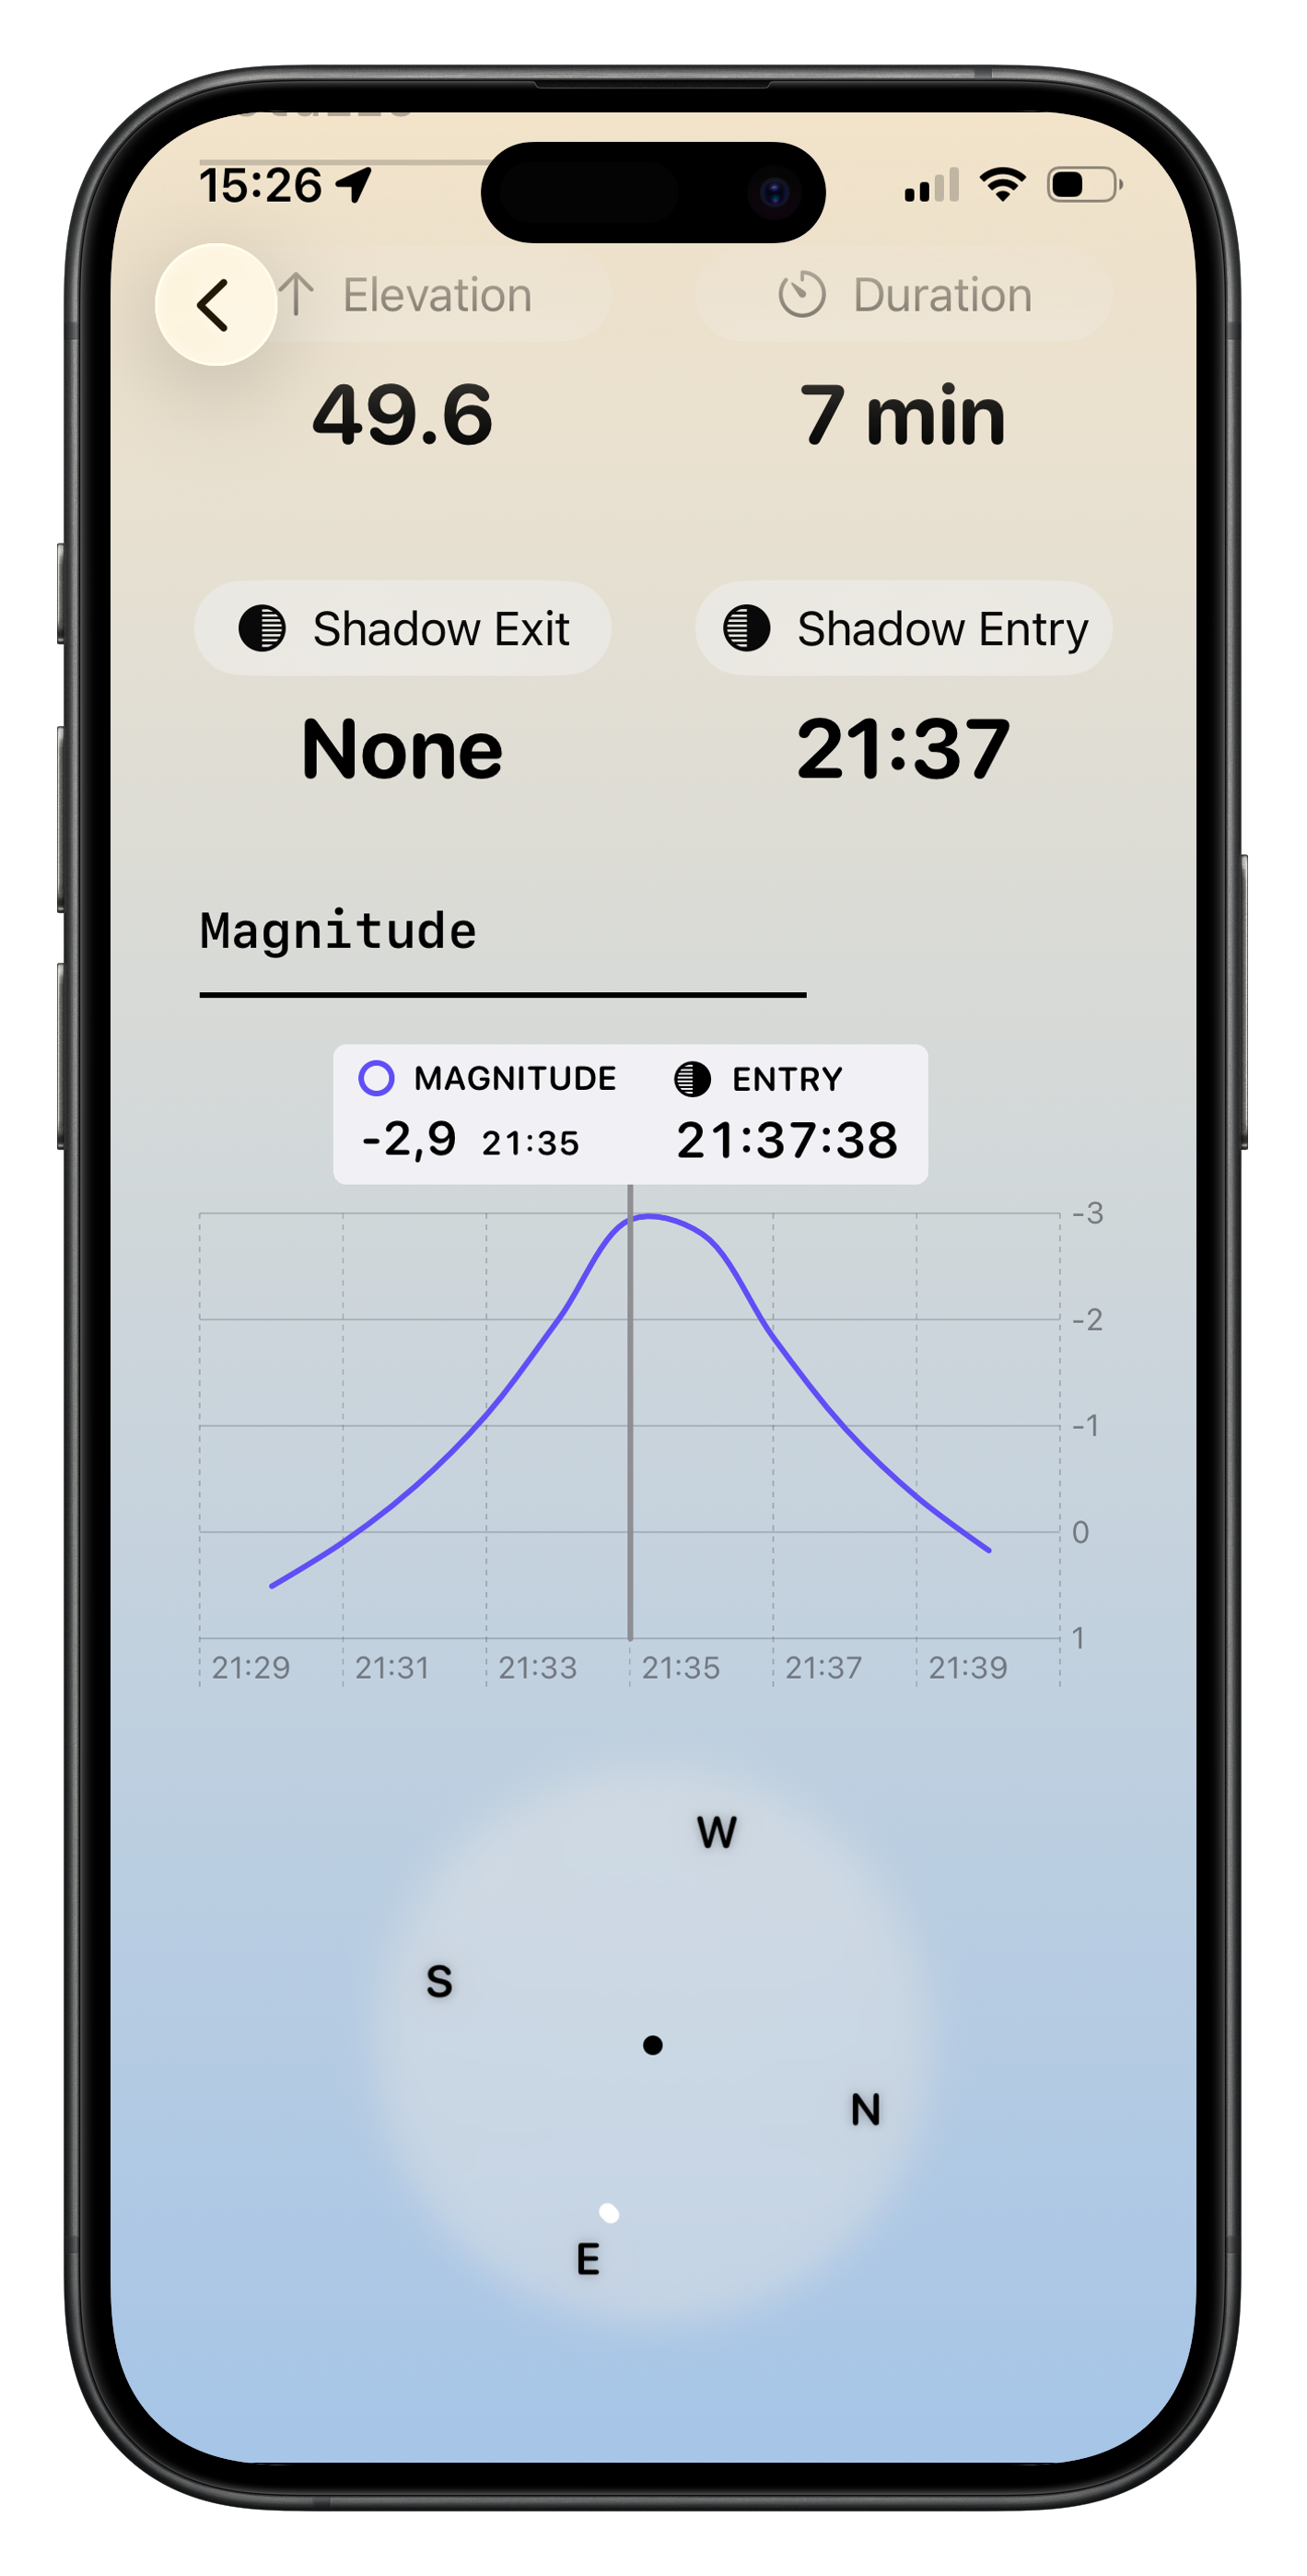 15:26
Elevation Duration
49.6 7 min
Shadow Exit Shadow Entry
None 21:37
Magnitude
MAGNITUDE ENTRY
-2,9 21:35 21:37:38
-3
-2
-1
0
1
21:29 21:31 21:33 21:35 21:37 21:39
W
S
N
E